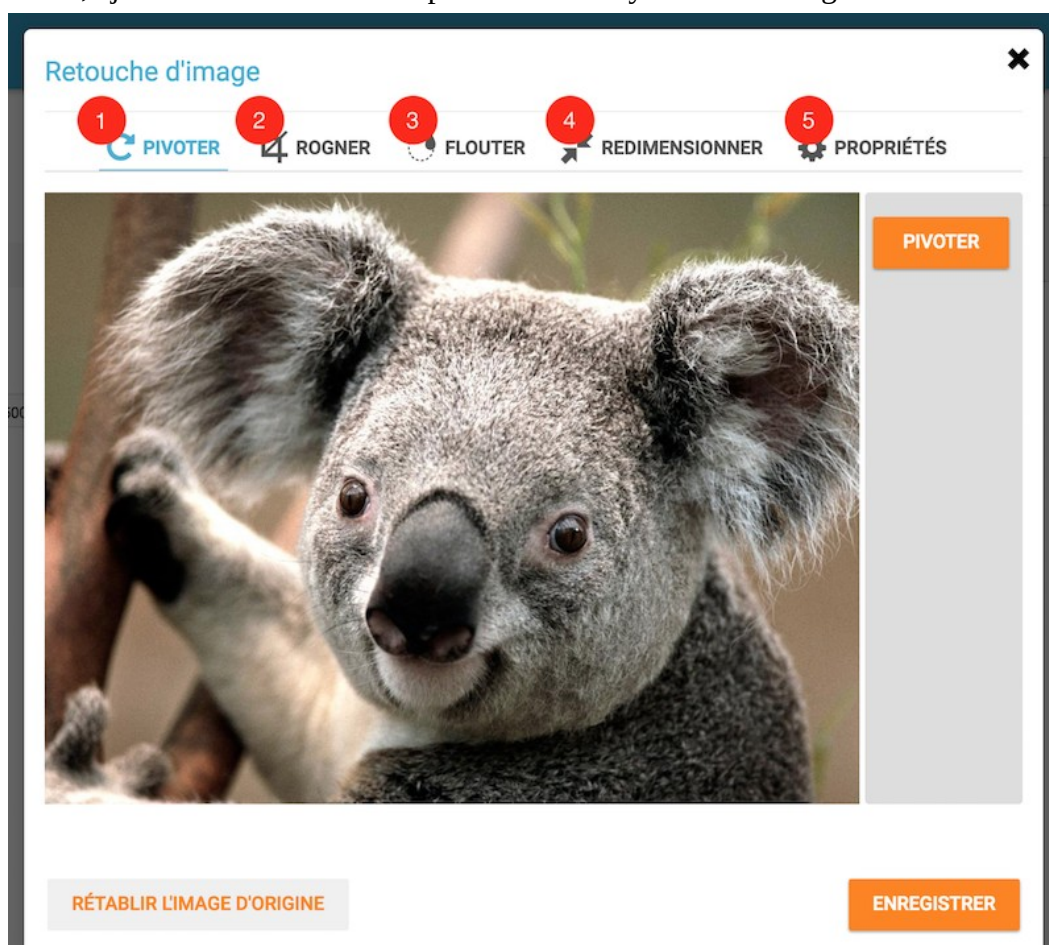 Retouche d'image
1 2 3 4 5
PIVOTER ROGNER FLOUTER REDIMENSIONNER PROPRIÉTÉS
PIVOTER
RÉTABLIR L'IMAGE D'ORIGINE ENREGISTRER